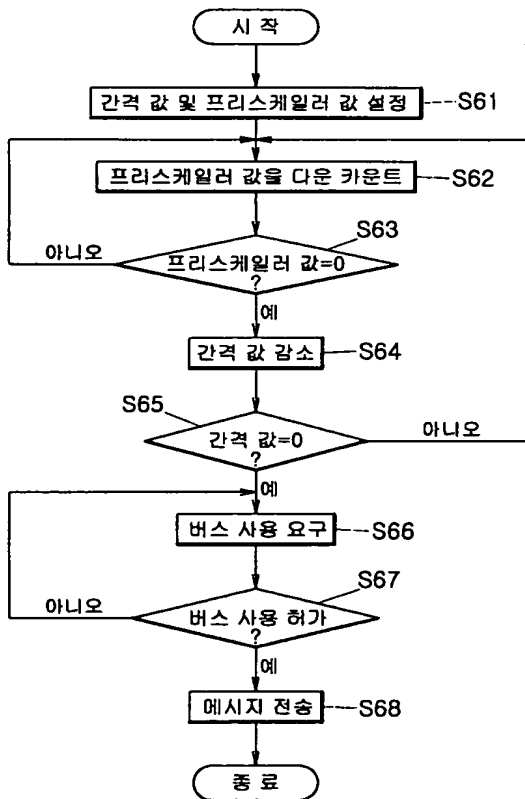 시작
간격 값 및 프리스케일러 값 설정
S61
프리스케일러 값을 다운 카운트
S62
S63
아니오
프리스케일러 값=0
?
예
간격 값 감소
S64
S65
간격 값=0
?
아니오
예
버스 사용 요구
S66
S67
아니오
버스 사용 허가
?
예
메시지 전송
S68
종료